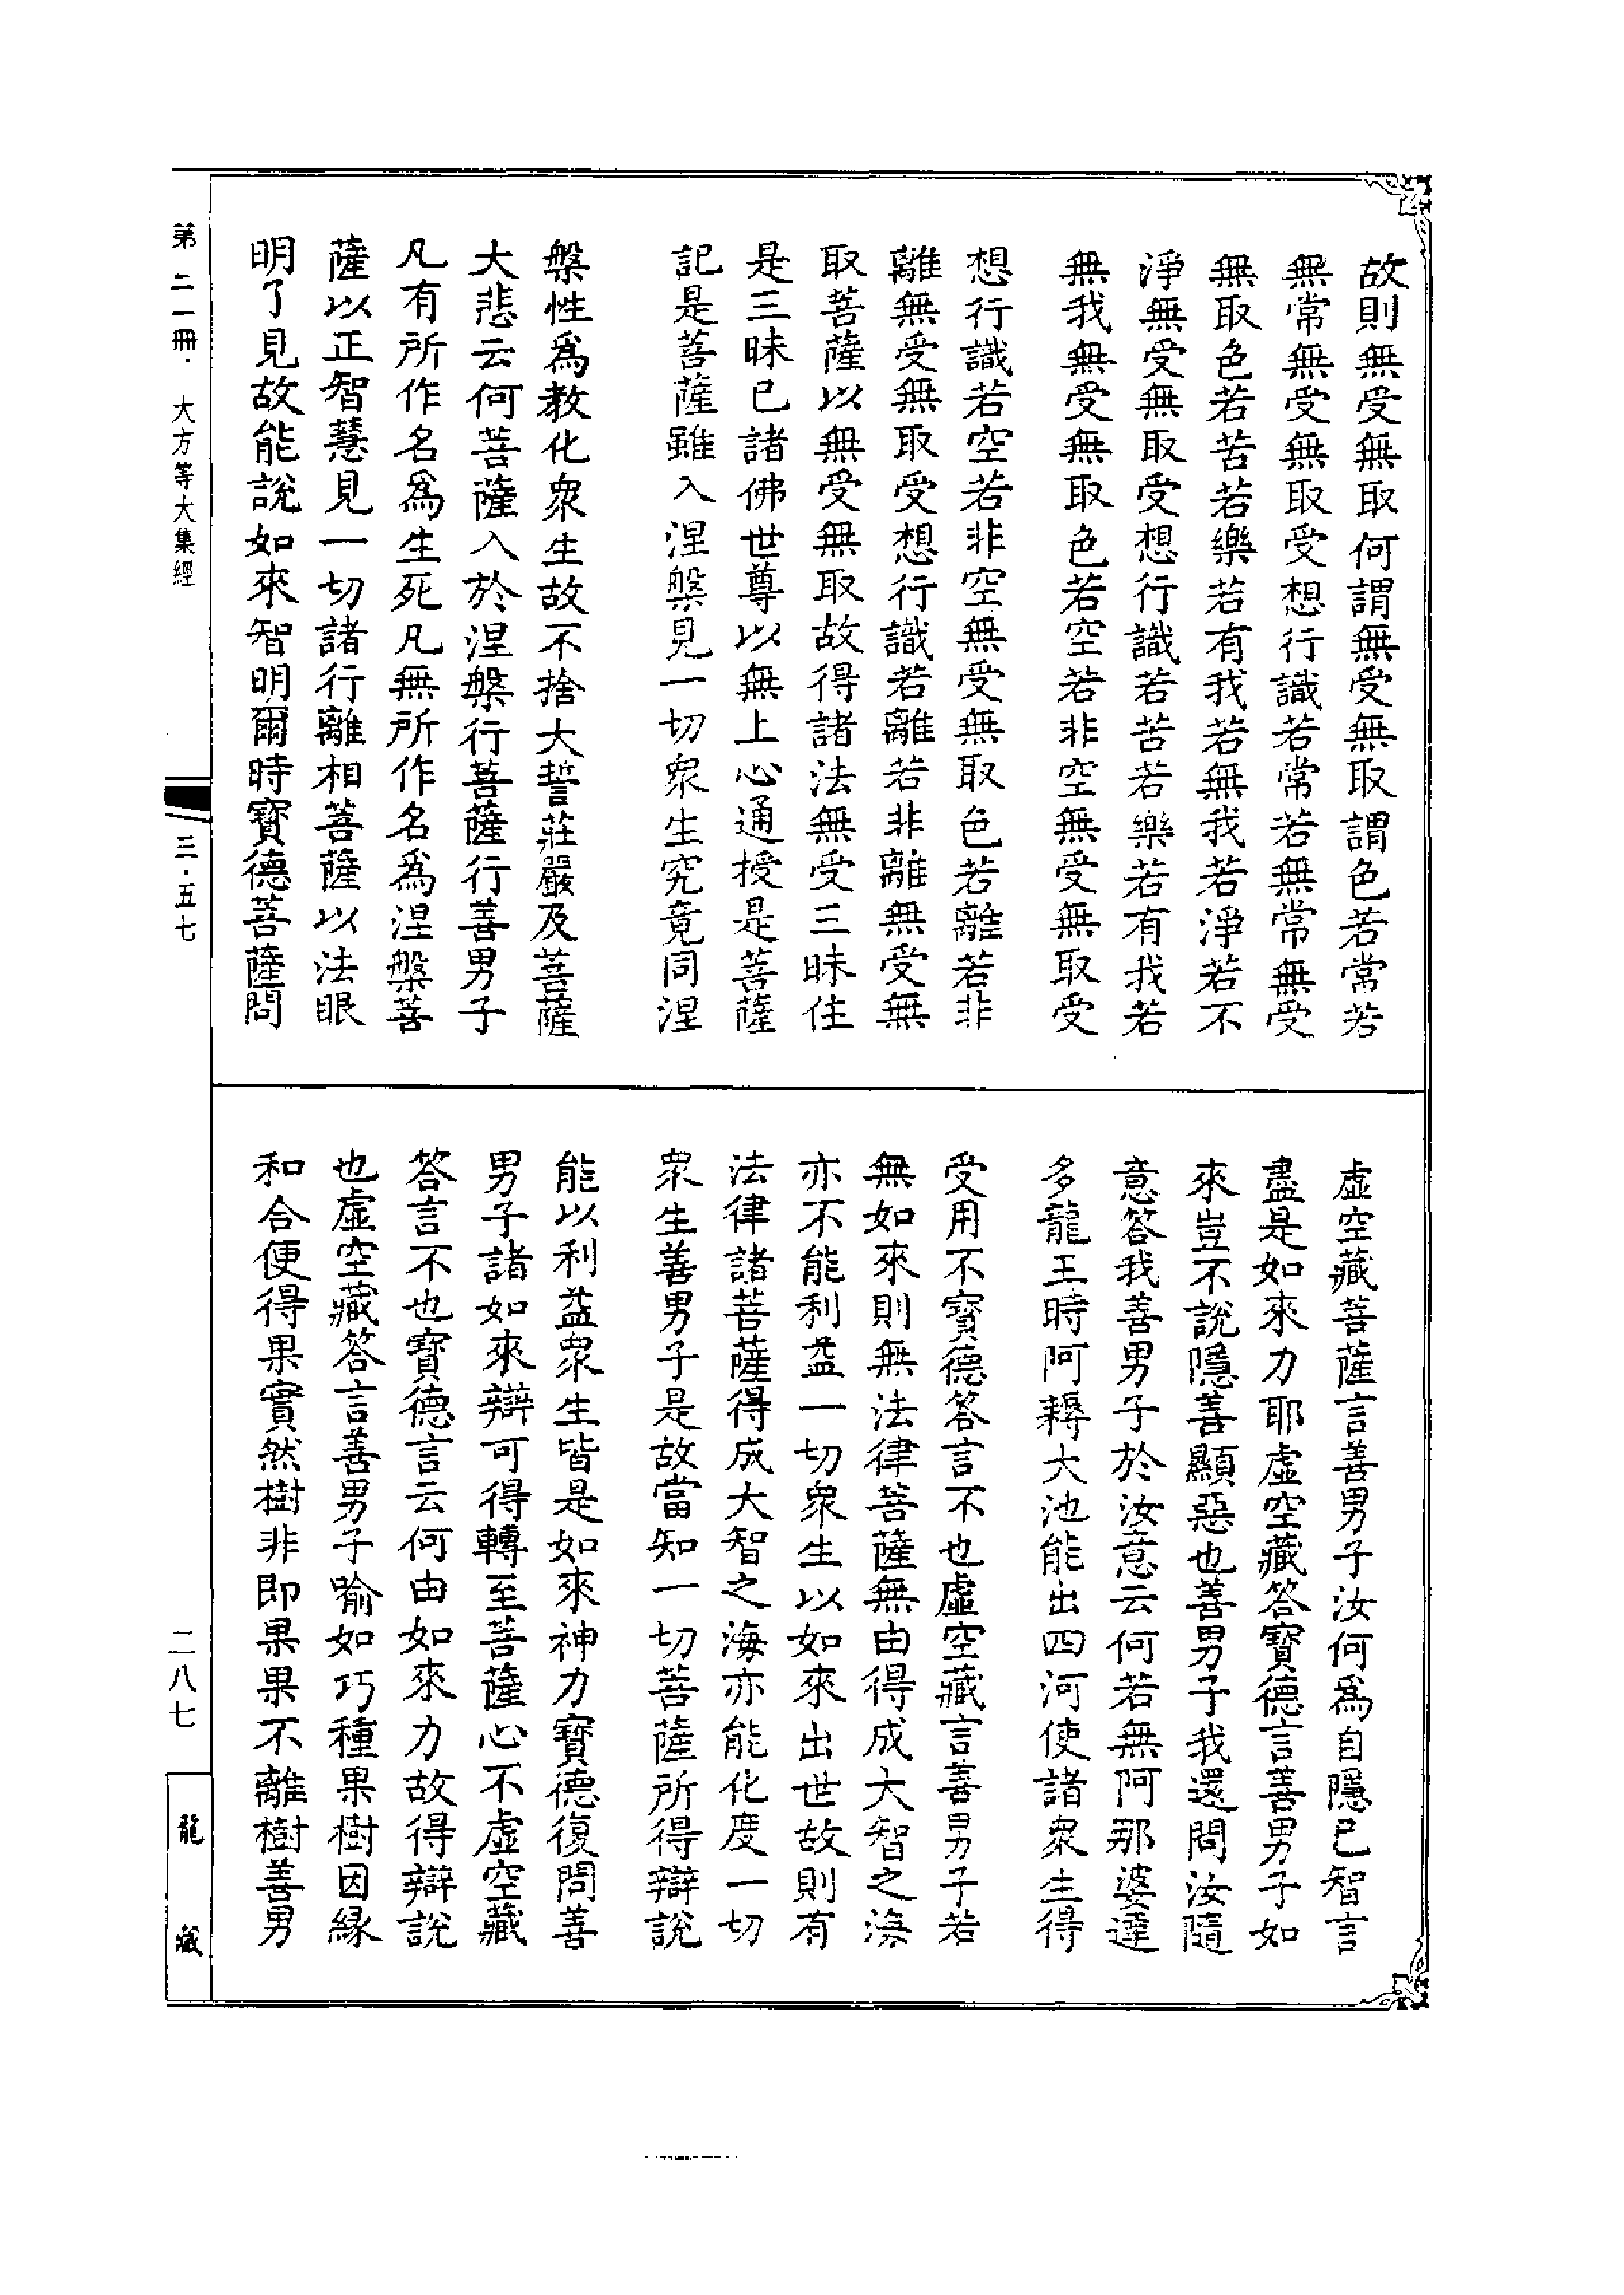 故則無受無取何謂無受無取謂色若常若
無常無受無取受想行識若常若無常無受
無取色若苦若樂若有我若無我若淨若不
淨無受無取受想行識若苦若樂若有我若
無我無受無取色若空若非空無受無取受
想行識若空若非空無受無取色若離若非
離無受無取受想行識若離若非離無受無
取菩薩以無受無取故得諸法無受三昧住
是三昧已諸佛世尊以無上心通授是菩薩
記是菩薩雖入涅槃見一切衆生究竟同涅
槃性爲教化衆生故不捨大誓莊嚴及菩薩
大悲云何菩薩入於涅槃行菩薩行善男子
凡有所作名爲生死凡無所作名爲涅槃菩
薩以正智慧見一切諸行離相菩薩以法眼
明了見故能說如來智明爾時寶德菩薩問
虛空藏菩薩言善男子汝何爲自隱已智言
盡是如來力耶虛空藏答寶德言善男子如
來豈不說隱善顯惡也善男子我還問汝隨
意答我善男子於汝意云何若無阿那婆達
多龍王時阿耨大池能出四河使諸衆生得
受用不寶德答言不也虛空藏言善男子若
無如來則無法律菩薩無由得成大智之海
亦不能利益一切衆生以如來出世故則有
法律諸菩薩得成大智之海亦能化度一切
衆生善男子是故當知一切菩薩所得辯說
能以利益衆生皆是如來神力寶德復問善
男子諸如來辯可得轉至菩薩心不虛空藏
答言不也寶德言云何由如來力故得辯說
也虛空藏答言善男子喻如巧種果樹因緣
和合便得果實然樹非即果果不離樹善男
第二一冊·大方等大集經
三·五七
二八七
龍藏